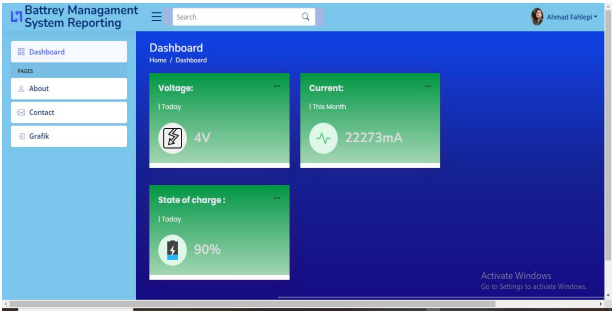 Battrey Managament
System Reporting
Search
Ahmad Fahlepi
Dashboard
PAGES
About
Contact
Grafik
Dashboard
Home / Dashboard
Voltage:
| Today
4V
Current:
| This Month
22273mA
State of charge :
| Today
90%
Activate Windows
Go to Settings to activate Windows.